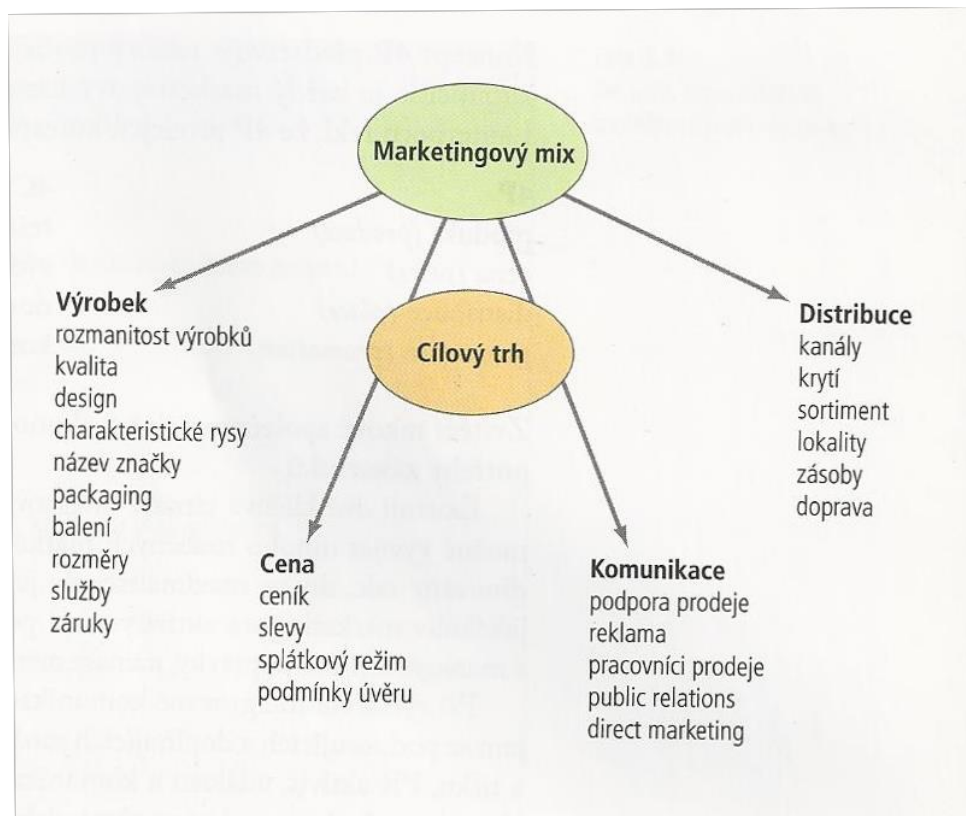 Marketingový mix
Cílový trh
Výrobek
rozmanitost výrobků
kvalita
design
charakteristické rysy
název značky
packaging
balení
rozměry
služby
záruky
Cena
ceník
slevy
splátkový režim
podmínky úvěru
Komunikace
podpora prodeje
reklama
pracovníci prodeje
public relations
direct marketing
Distribuce
kanály
krytí
sortiment
lokality
zásoby
doprava